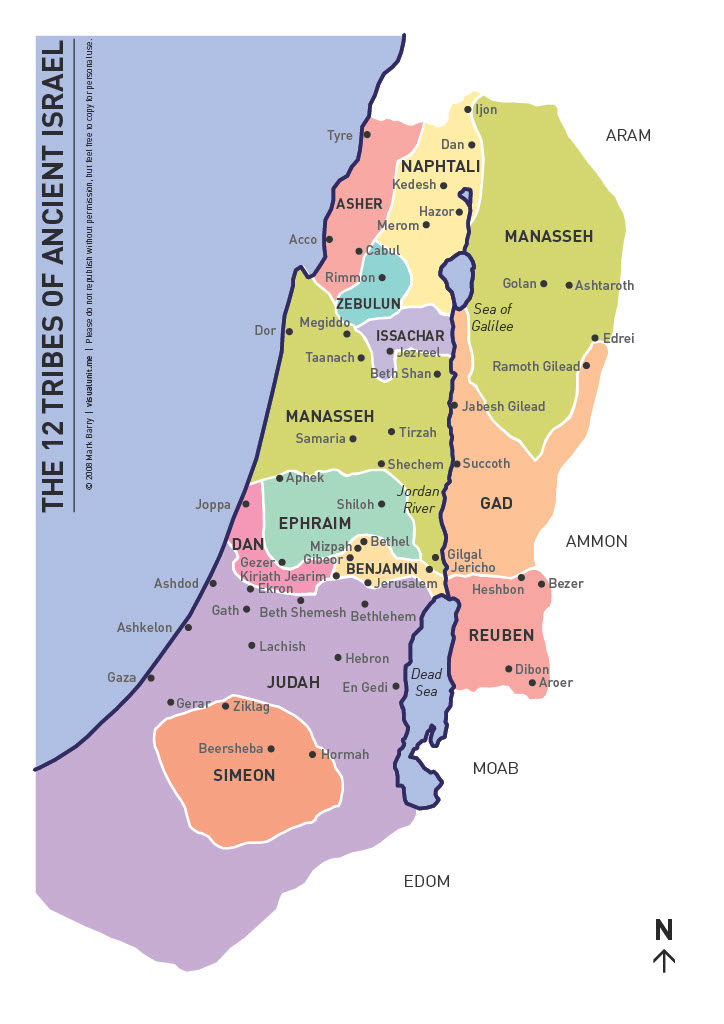 THE 12 TRIBES OF ANCIENT ISRAEL
© 2008 Mark Barry | visualunit.me | Please do not republish without permission, but feel free to copy for personal use.
Ijon
Tyre
ARAM
Dan
NAPHTALI
Kedesh
ASHER
Hazor
Merom
Acco
MANASSEH
Cabul
Rimmon
Golan
Ashtaroth
ZEBULUN
Sea of
Galilee
Megiddo
Dor
ISSACHAR
Edrei
Jezreel
Taanach
Ramoth Gilead
Beth Shan
Jabesh Gilead
MANASSEH
Tirzah
Samaria
Shechem
Succoth
Aphek
Jordan
River
Joppa
Shiloh
GAD
EPHRAIM
Bethel
AMMON
DAN
Mizpah
Gibeon
Gilgal
Gezer
BENJAMIN
Jericho
Kiriath Jearim
Ashdod
Jerusalem
Ekron
Heshbon
Bezer
Gath
Beth Shemesh
Bethlehem
Ashkelon
REUBEN
Lachish
Hebron
Dibon
Gaza
JUDAH
En Gedi
Dead
Sea
Aroer
Gerar
Ziklag
Beersheba
Hormah
MOAB
SIMEON
EDOM
N